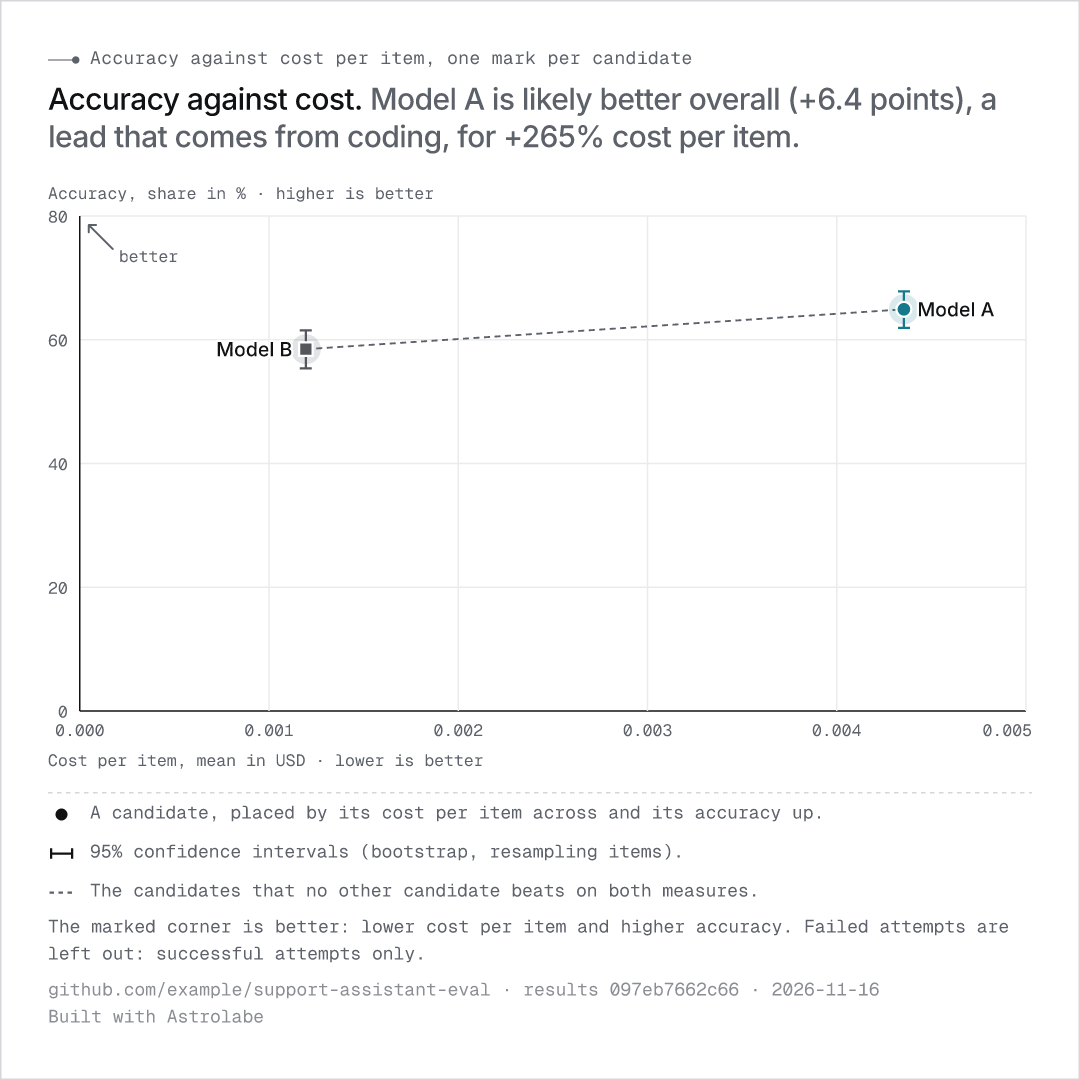 Accuracy against cost per item, one mark per candidate
Accuracy against cost. Model A is likely better overall (+6.4 points), a
lead that comes from coding, for +265% cost per item.
Accuracy, share in % · higher is better
80
better
Model A
60
Model B
40
20
0
0.000 0.001 0.002 0.003 0.004 0.005
Cost per item, mean in USD · lower is better
A candidate, placed by its cost per item across and its accuracy up.
95% confidence intervals (bootstrap, resampling items).
The candidates that no other candidate beats on both measures.
The marked corner is better: lower cost per item and higher accuracy. Failed attempts are
left out: successful attempts only.
github.com/example/support-assistant-eval · results 097eb7662c66 · 2026-11-16
Built with Astrolabe